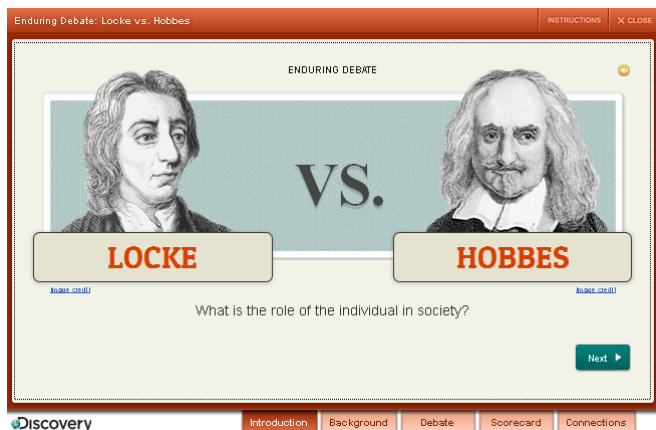 Enduring Debate: Locke vs. Hobbes
INSTRUCTIONS
X CLOSE
ENDURING DEBATE
VS.
LOCKE
HOBBES
Image credit
Image credit
What is the role of the individual in society?
Next
Discovery
Introduction
Background
Debate
Scorecard
Connections